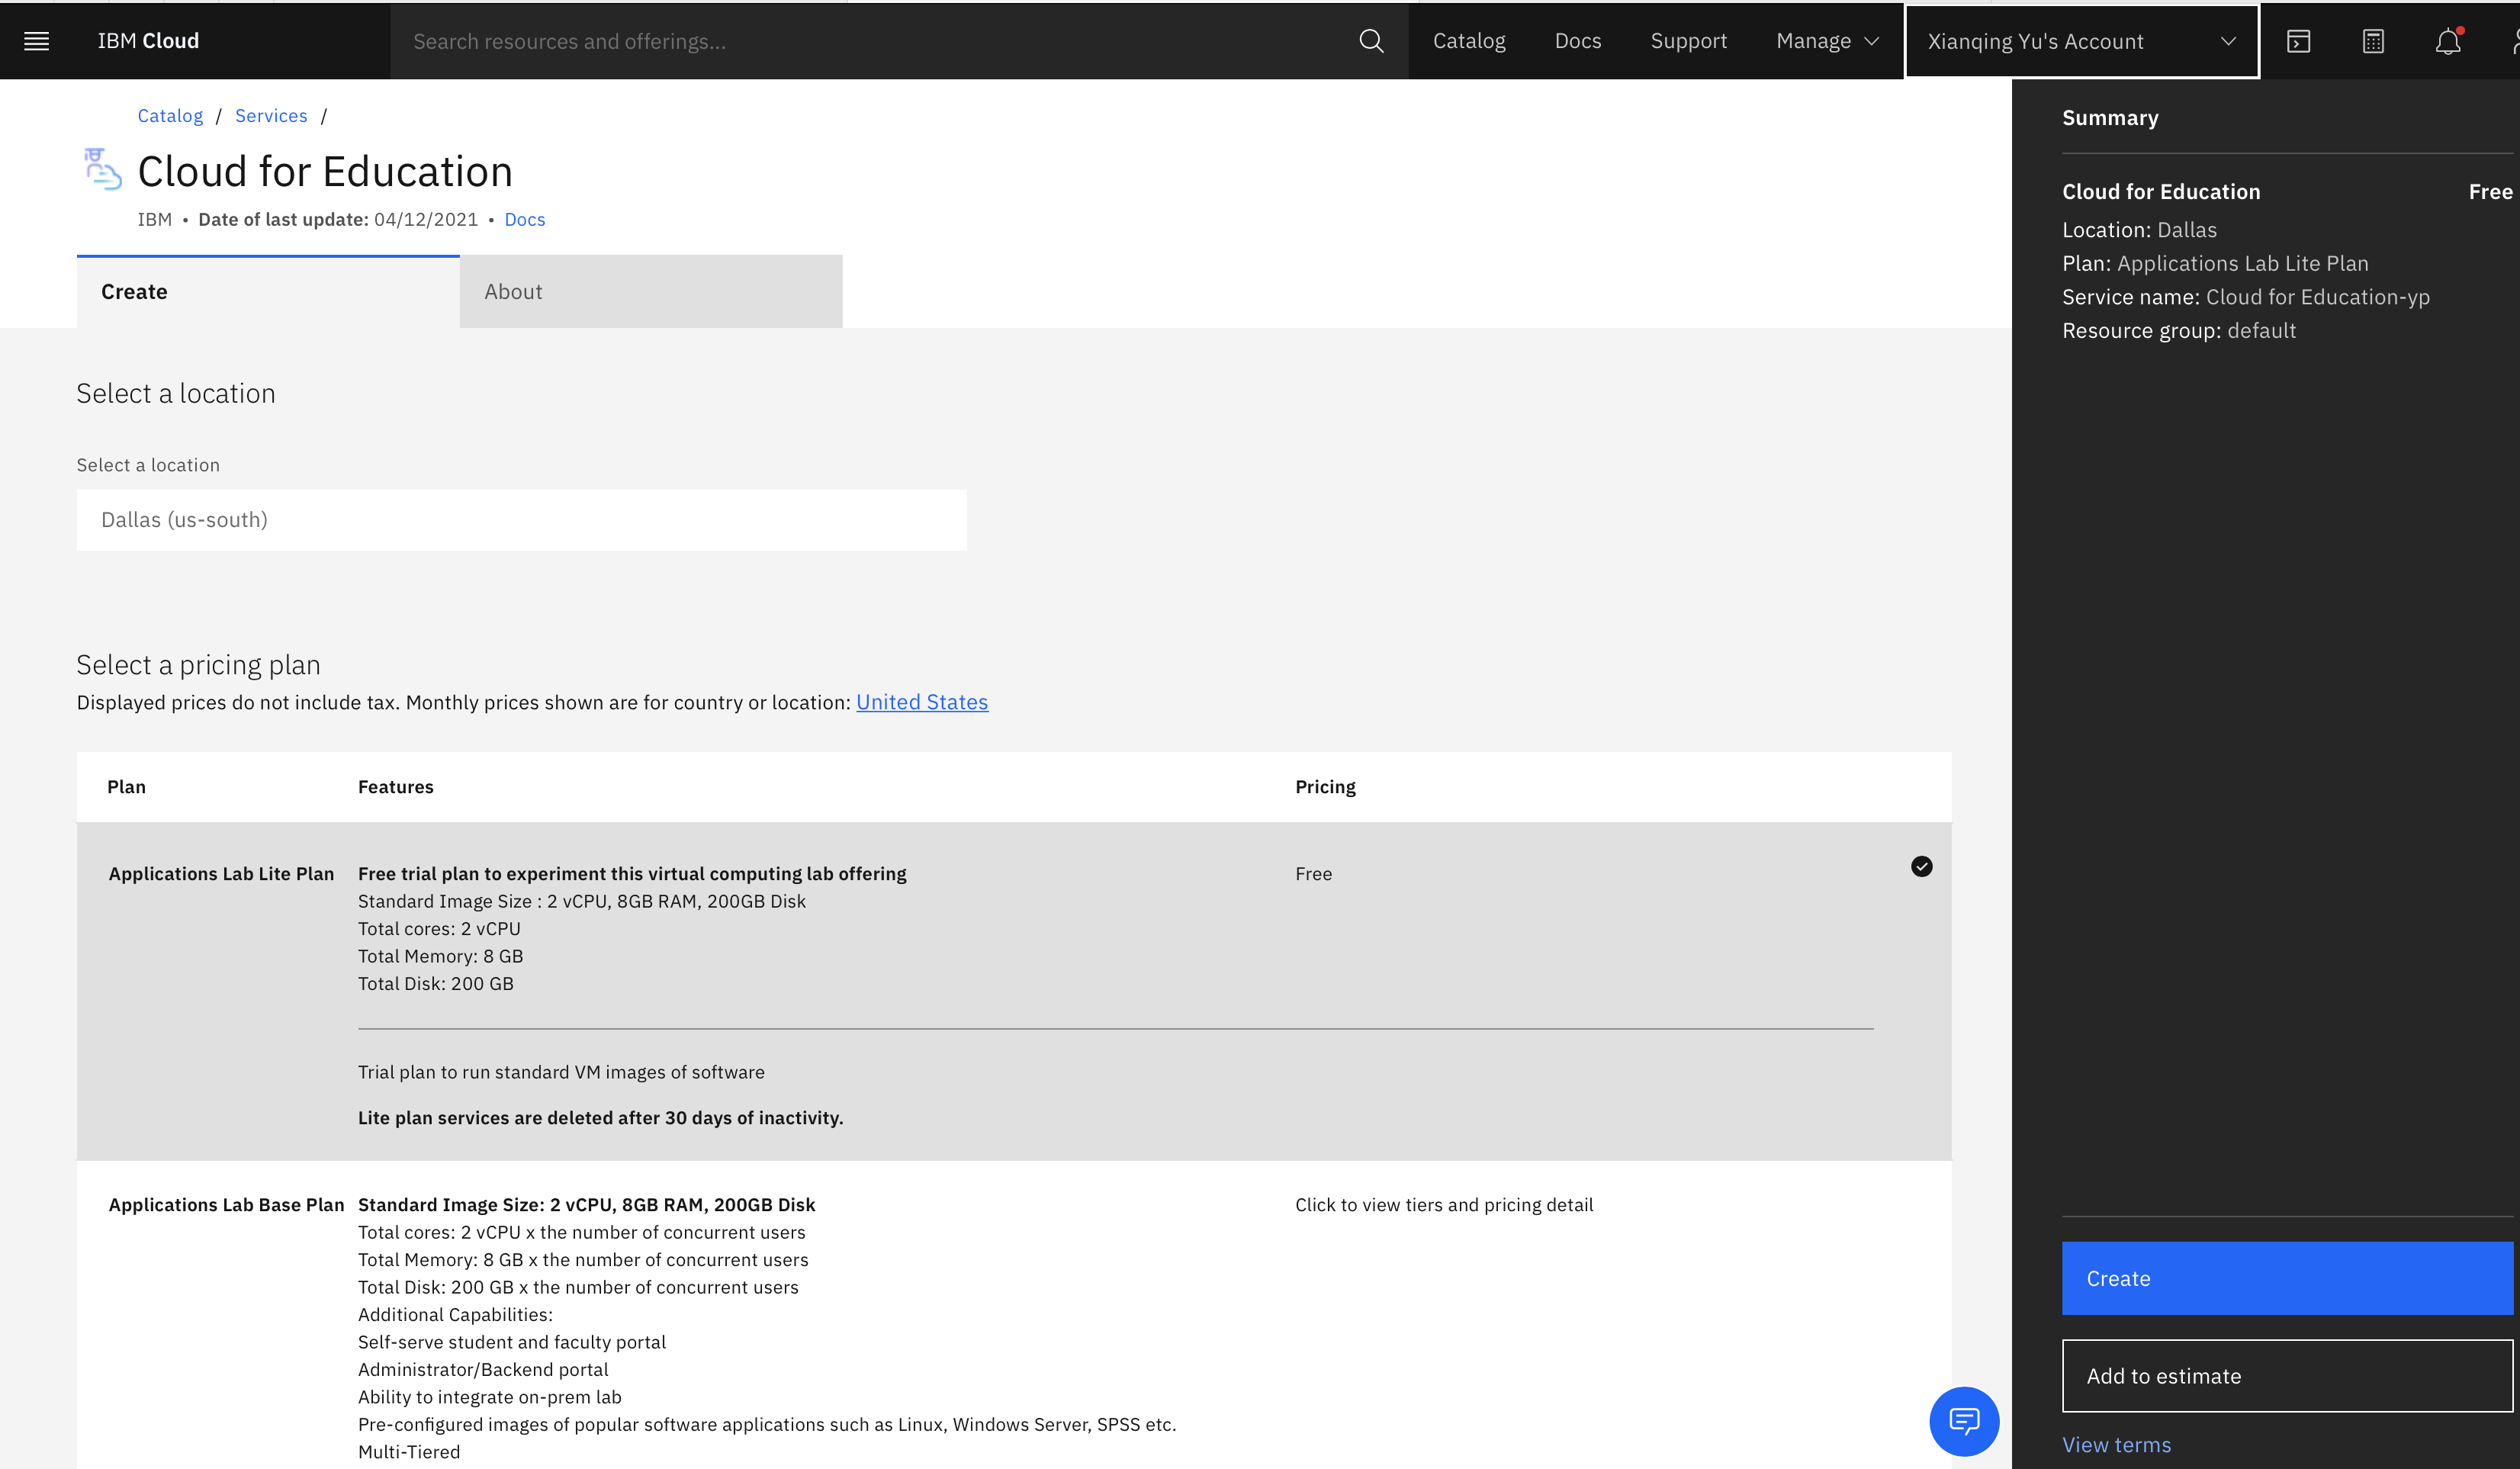 IBM Cloud
Search resources and offerings...
Catalog
Docs
Support
Manage
Xianqing Yu's Account
Catalog / Services /
Cloud for Education
IBM • Date of last update: 04/12/2021 • Docs
Create
About
Select a location
Select a location
Dallas (us-south)
Select a pricing plan
Displayed prices do not include tax. Monthly prices shown are for country or location: United States
Plan
Features
Pricing
Applications Lab Lite Plan
Free trial plan to experiment this virtual computing lab offering
Free
Standard Image Size : 2 vCPU, 8GB RAM, 200GB Disk
Total cores: 2 vCPU
Total Memory: 8 GB
Total Disk: 200 GB
Trial plan to run standard VM images of software
Lite plan services are deleted after 30 days of inactivity.
Applications Lab Base Plan
Standard Image Size: 2 vCPU, 8GB RAM, 200GB Disk
Click to view tiers and pricing detail
Total cores: 2 vCPU x the number of concurrent users
Total Memory: 8 GB x the number of concurrent users
Total Disk: 200 GB x the number of concurrent users
Additional Capabilities:
Self-serve student and faculty portal
Administrator/Backend portal
Ability to integrate on-prem lab
Pre-configured images of popular software applications such as Linux, Windows Server, SPSS etc.
Multi-Tiered
Summary
Cloud for Education
Free
Location: Dallas
Plan: Applications Lab Lite Plan
Service name: Cloud for Education-yp
Resource group: default
Create
Add to estimate
View terms